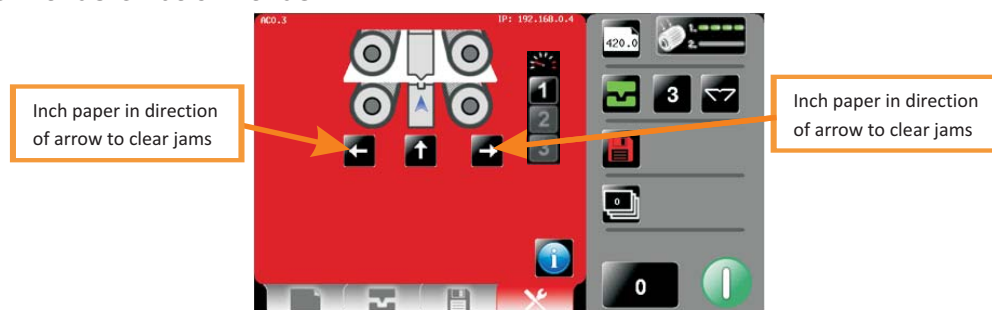 ACO.3
IP: 192.168.0.4
Inch paper in direction
of arrow to clear jams
1
2
3
420.0
1.
2.
3
0
0
Inch paper in direction
of arrow to clear jams